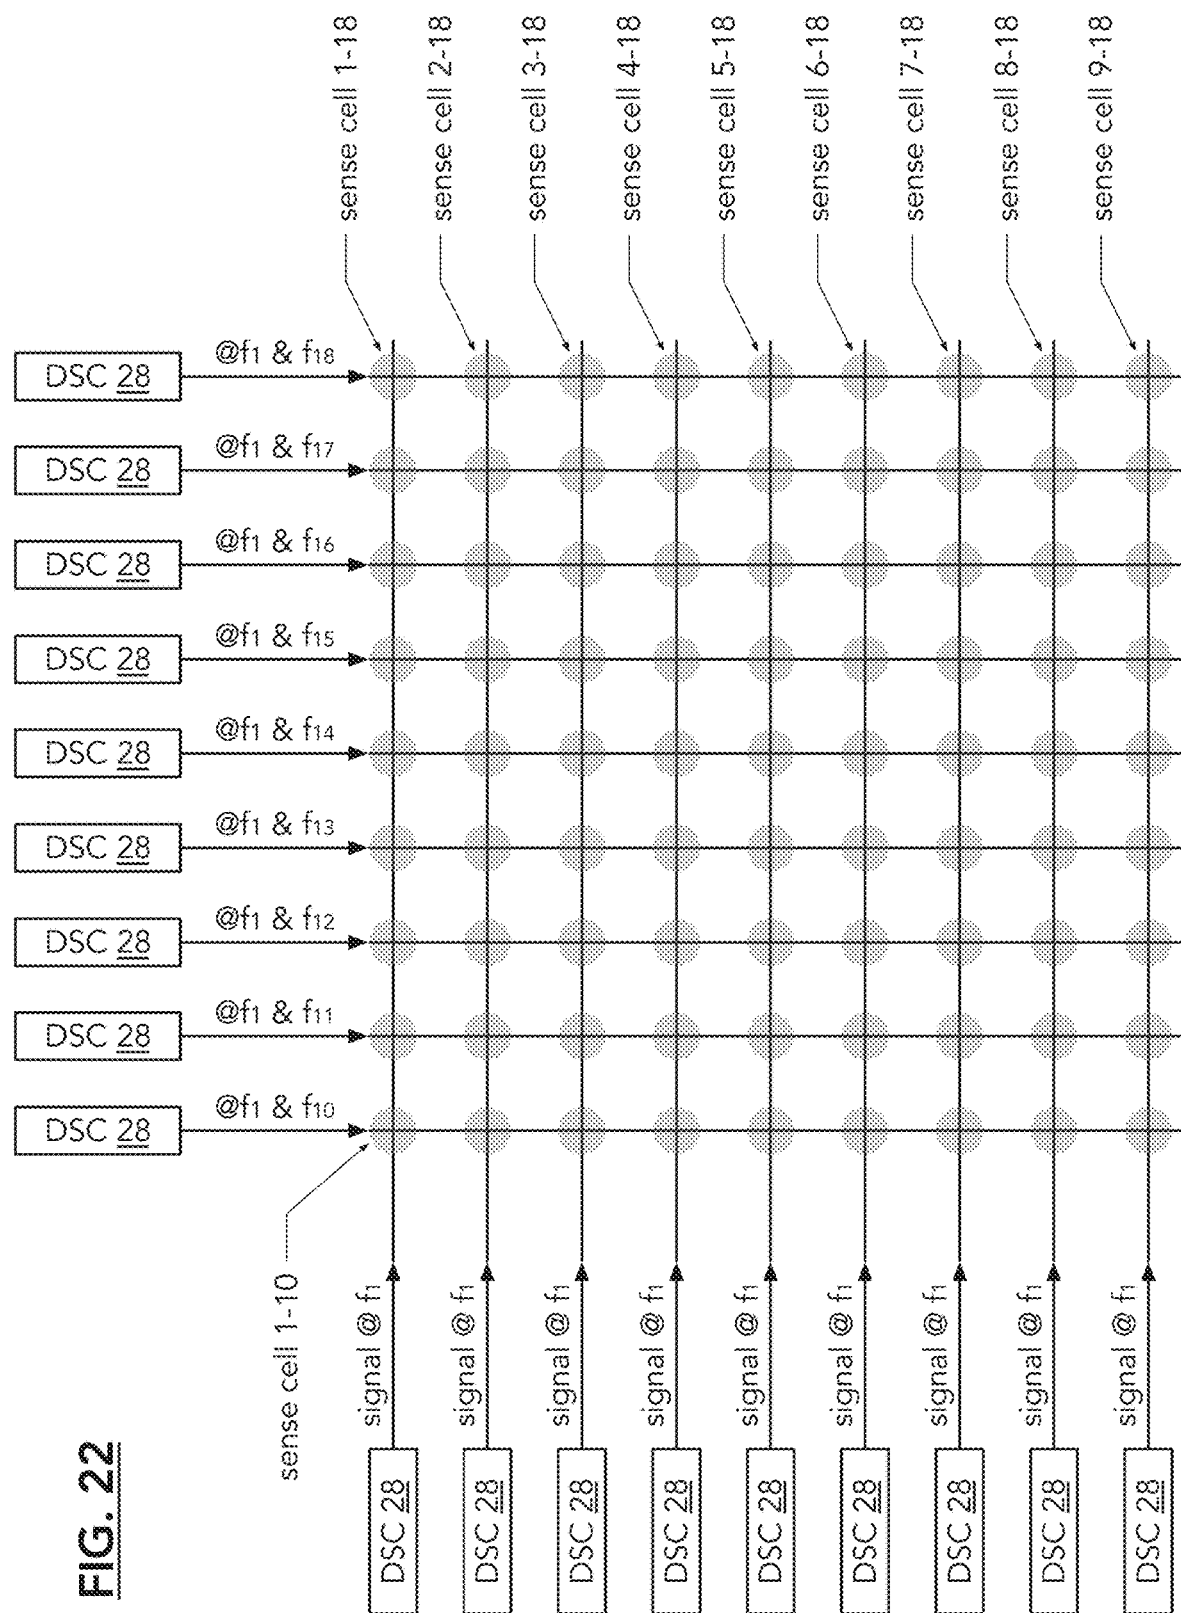 FIG. 22
DSC 28
@f1 & f18
DSC 28
@f1 & f17
DSC 28
@f1 & f16
DSC 28
@f1 & f15
DSC 28
@f1 & f14
DSC 28
@f1 & f13
DSC 28
@f1 & f12
DSC 28
@f1 & f11
DSC 28
@f1 & f10
sense cell 1-10
sense cell 1-18
sense cell 2-18
sense cell 3-18
sense cell 4-18
sense cell 5-18
sense cell 6-18
sense cell 7-18
sense cell 8-18
sense cell 9-18
DSC 28
signal @ f1
DSC 28
signal @ f1
DSC 28
signal @ f1
DSC 28
signal @ f1
DSC 28
signal @ f1
DSC 28
signal @ f1
DSC 28
signal @ f1
DSC 28
signal @ f1
DSC 28
signal @ f1